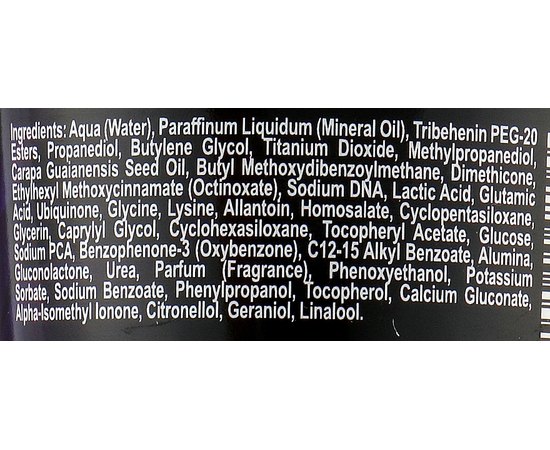 Ingredients: Aqua (Water), Paraffinum Liquidum (Mineral Oil), Tribehenin PEG-20
Esters, Propanediol, Butylene Glycol, Titanium Dioxide, Methylpropanediol,
Carapa Guaianensis Seed Oil, Butyl Methoxydibenzoylmethane, Dimethicone,
Ethylhexyl Methoxycinnamate (Octinoxate), Sodium DNA, Lactic Acid, Glutamic
Acid, Ubiquinone, Glycine, Lysine, Allantoin, Homosalate, Cyclopentasiloxane,
Glycerin, Caprylyl Glycol, Cyclohexasiloxane, Tocopheryl Acetate, Glucose,
Sodium PCA, Benzophenone-3 (Oxybenzone), C12-15 Alkyl Benzoate, Alumina,
Gluconolactone, Urea, Parfum (Fragrance), Phenoxyethanol, Potassium
Sorbate, Sodium Benzoate, Phenylpropanol, Tocopherol, Calcium Gluconate,
Alpha-Isomethyl Ionone, Citronellol, Geraniol, Linalool.